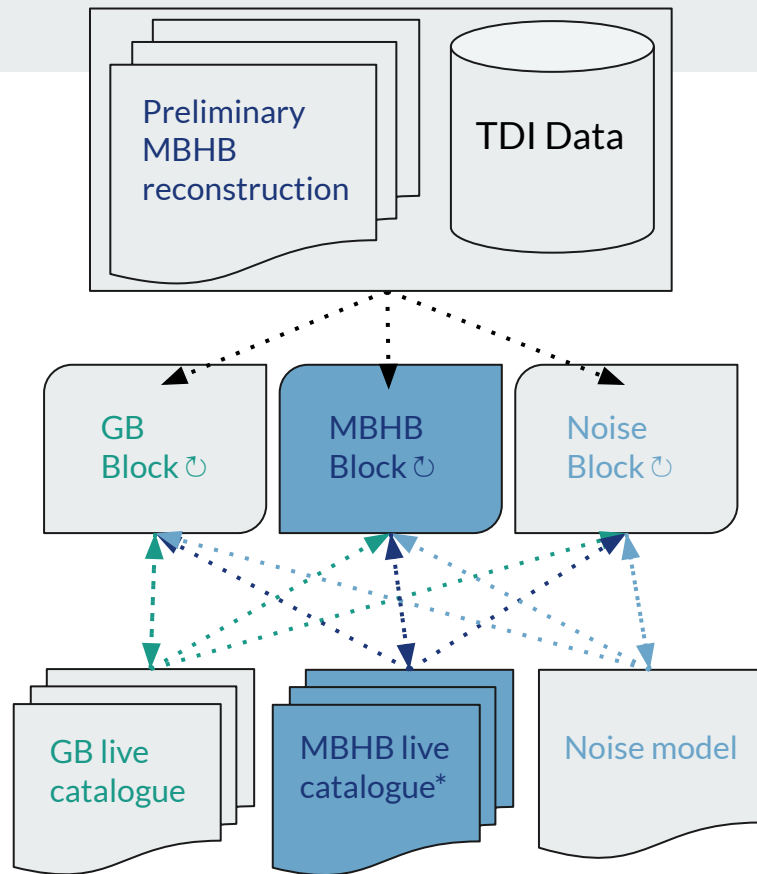 Preliminary
MBHB
reconstruction
TDI Data
GB
Block ↻
MBHB
Block ↻
Noise
Block ↻
GB live
catalogue
MBHB live
catalogue*
Noise model